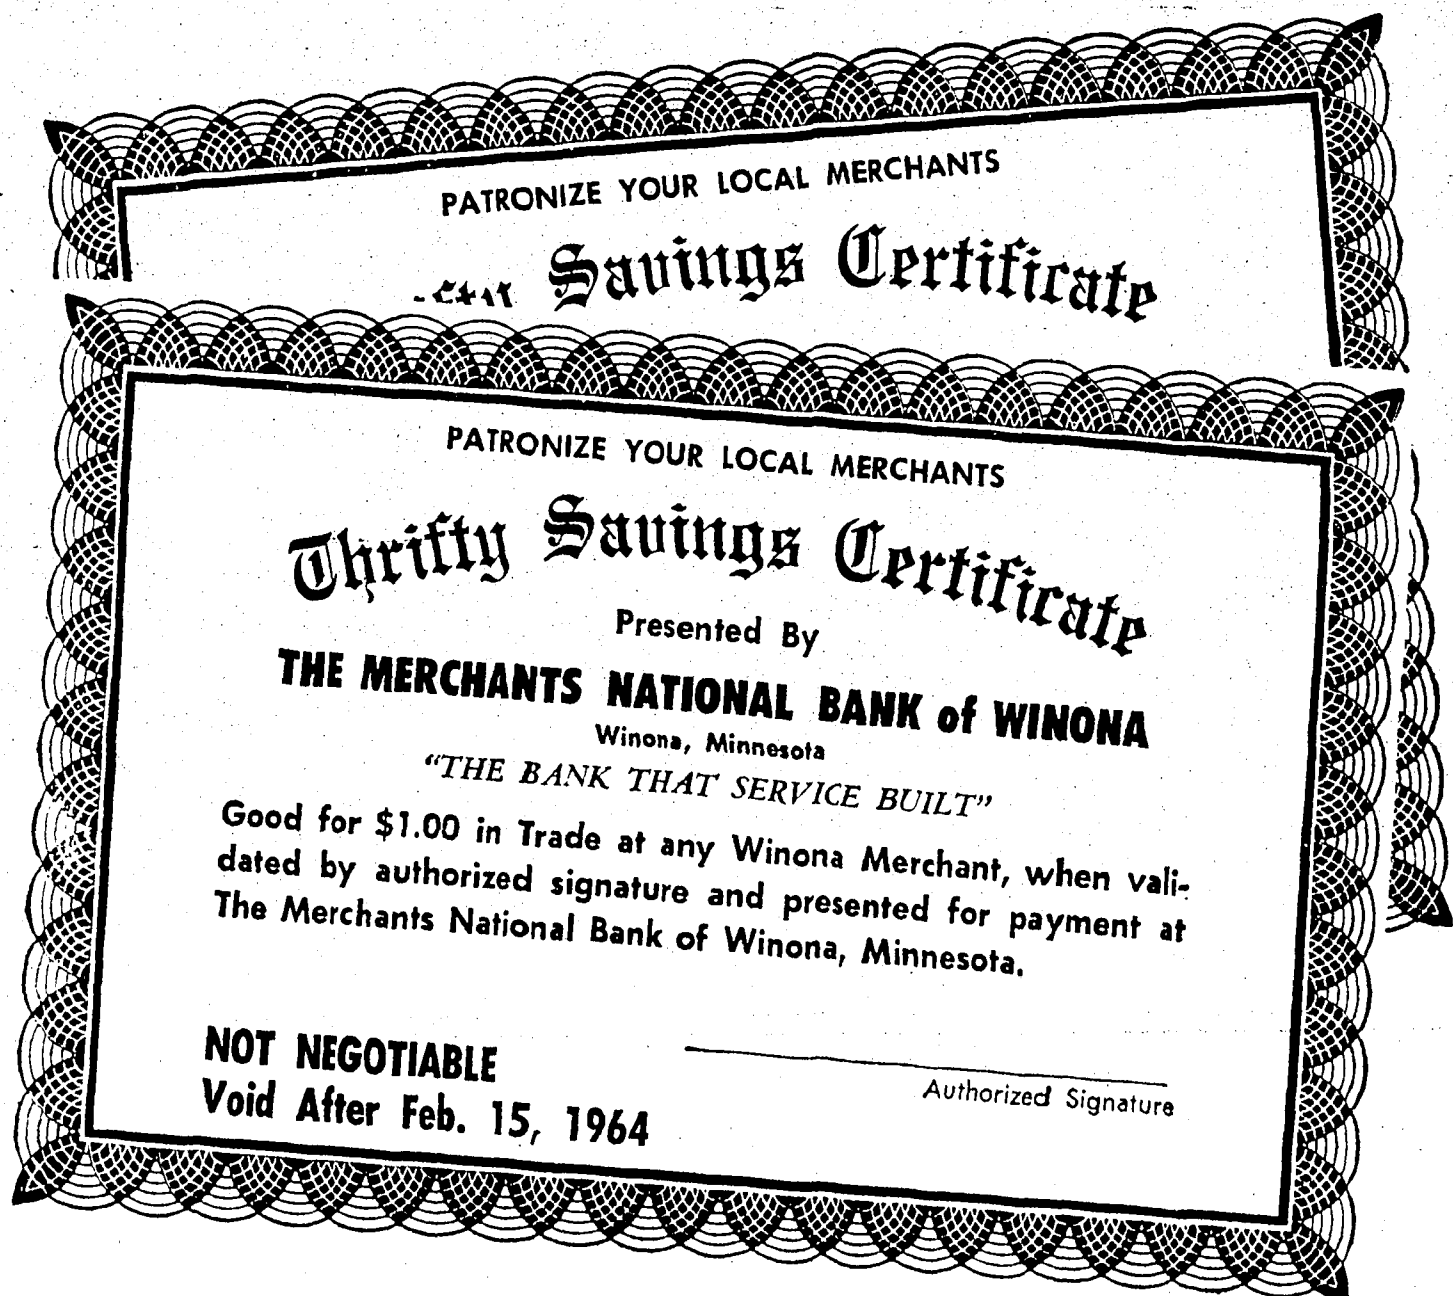 PATRONIZE YOUR LOCAL MERCHANTS
Savings Certificate
PATRONIZE YOUR LOCAL MERCHANTS
Thrifty Savings Certificate
Presented By
THE MERCHANTS NATIONAL BANK of WINONA
Winona, Minnesota
"THE BANK THAT SERVICE BUILT"
Good for $1.00 in Trade at any Winona Merchant, when vali-
dated by authorized signature and presented for payment at
The Merchants National Bank of Winona, Minnesota.
NOT NEGOTIABLE
Void After Feb. 15, 1964
Authorized Signature